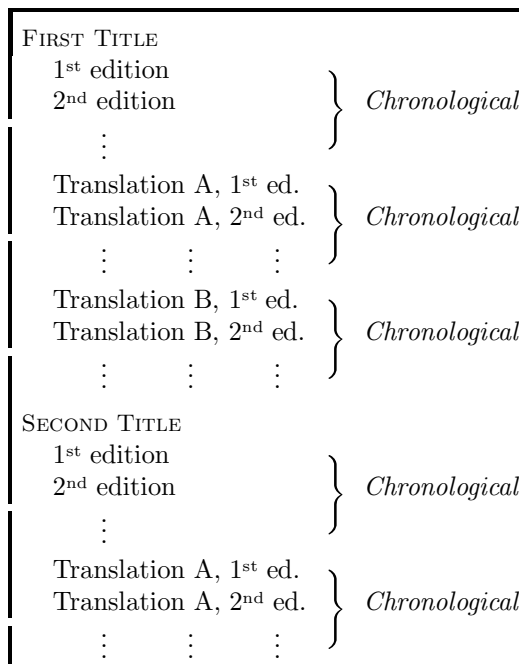 FIRST TITLE
1st edition
2nd edition
Chronological
⋮
Translation A, 1st ed.
Translation A, 2nd ed.
Chronological
⋮ ⋮ ⋮
Translation B, 1st ed.
Translation B, 2nd ed.
Chronological
⋮ ⋮ ⋮
SECOND TITLE
1st edition
2nd edition
Chronological
⋮
Translation A, 1st ed.
Translation A, 2nd ed.
Chronological
⋮ ⋮ ⋮